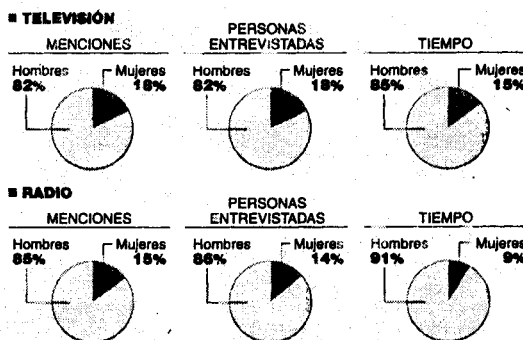 ■ TELEVISIÓN
MENCIONES
Hombres 82%
Mujeres 18%
PERSONAS ENTREVISTADAS
Hombres 82%
Mujeres 18%
TIEMPO
Hombres 85%
Mujeres 15%
■ RADIO
MENCIONES
Hombres 85%
Mujeres 15%
PERSONAS ENTREVISTADAS
Hombres 86%
Mujeres 14%
TIEMPO
Hombres 91%
Mujeres 9%